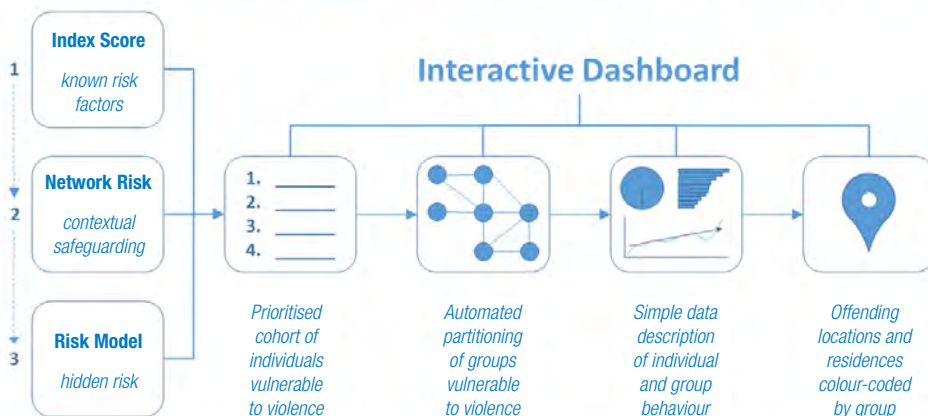 Index Score
1
known risk
factors
Interactive Dashboard
Network Risk
2
contextual
safeguarding
1.
2.
3.
4.
Risk Model
3
hidden risk
Prioritised
cohort of
individuals
vulnerable
to violence
Automated
partitioning
of groups
vulnerable
to violence
Simple data
description
of individual
and group
behaviour
Offending
locations and
residences
colour-coded
by group